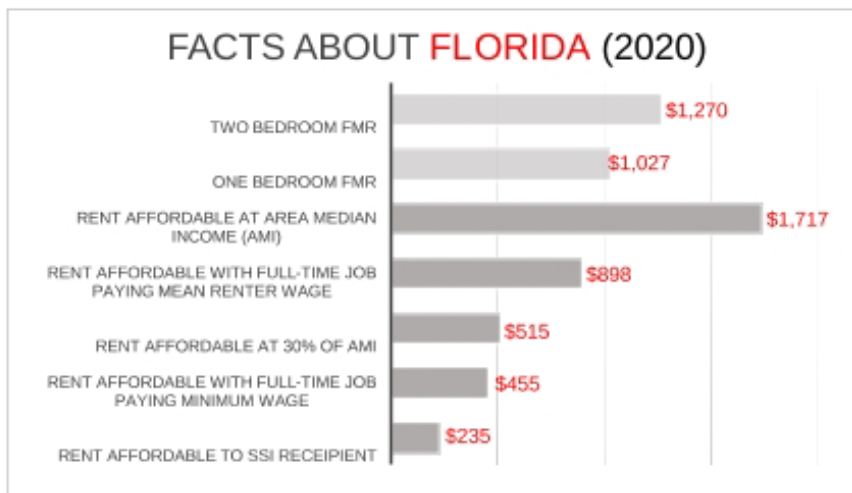 FACTS ABOUT FLORIDA (2020)
$1,270
TWO BEDROOM FMR
$1,027
ONE BEDROOM FMR
RENT AFFORDABLE AT AREA MEDIAN
INCOME (AMI)
$1,717
RENT AFFORDABLE WITH FULL-TIME JOB
PAYING MEAN RENTER WAGE
$898
$515
RENT AFFORDABLE AT 30% OF AMI
RENT AFFORDABLE WITH FULL-TIME JOB
PAYING MINIMUM WAGE
$455
$235
RENT AFFORDABLE TO SSI RECEIPIENT